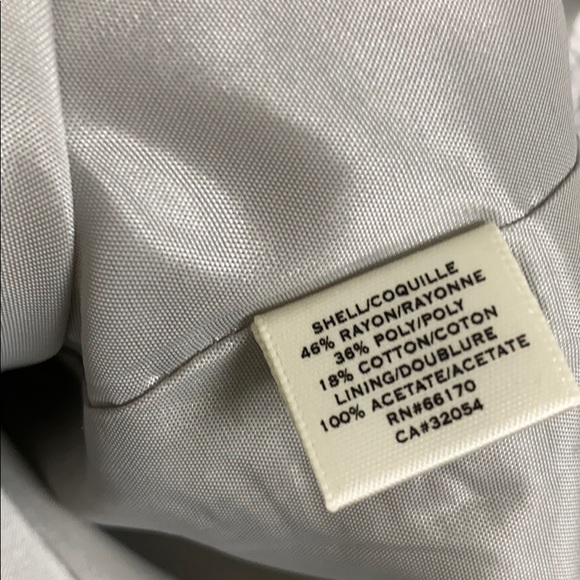 SHELL/COQUILLE
46% RAYON/RAYONNE
36% POLY/POLY
18% COTTON/COTON
LINING/DOUBLURE
100% ACETATE/ACETATE
RN#66170
CA#32054